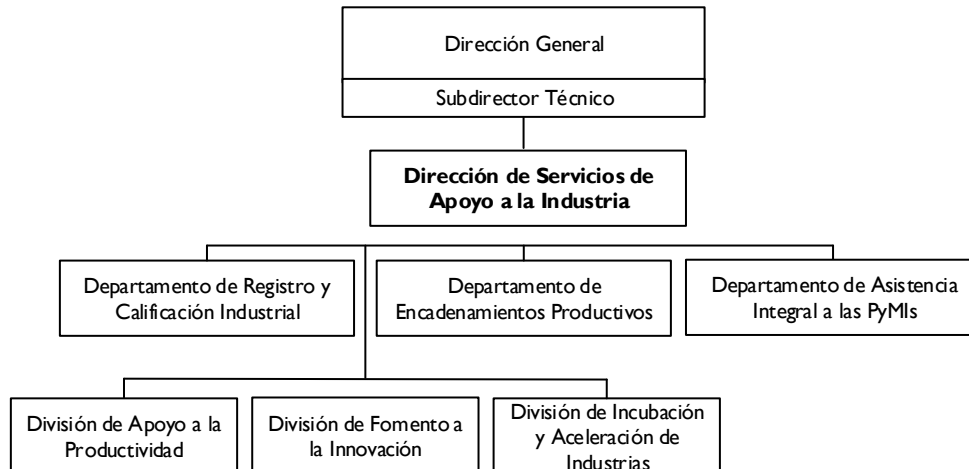 Dirección General
Subdirector Técnico
Dirección de Servicios de
Apoyo a la Industria
Departamento de Registro y
Calificación Industrial
Departamento de
Encadenamientos Productivos
Departamento de Asistencia
Integral a las PyMIs
División de Apoyo a la
Productividad
División de Fomento a
la Innovación
División de Incubación
y Aceleración de
Industrias